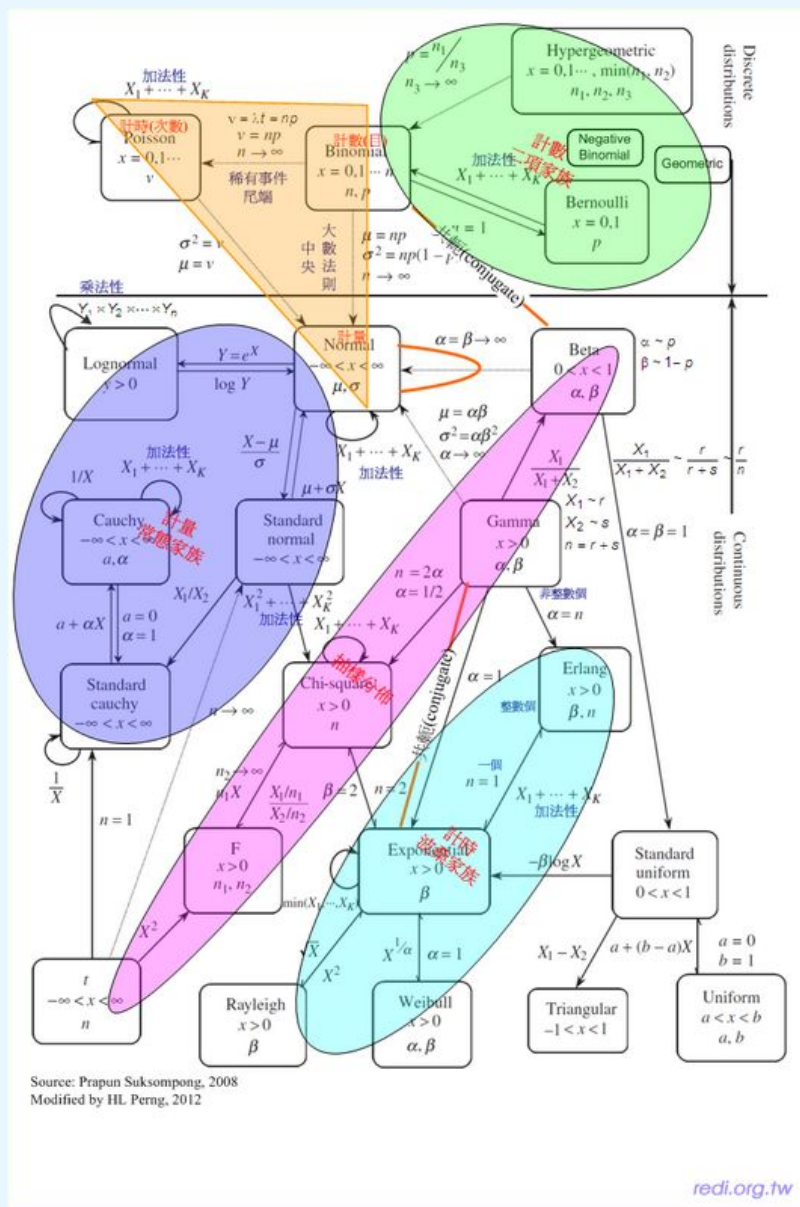 加法性
X₁ + ⋯ + X_K
計時(次數)
Poisson
x = 0,1⋯
v
v = λt = np
v = np
n → ∞
稀有事件
尾端
計數(目)
Binomial
x = 0,1⋯ n
n, p
p = n₁/n₃
n₃ → ∞
Hypergeometric
x = 0,1⋯ , min(n₁, n₂)
n₁, n₂, n₃
Discrete
distributions
計數
二項家族
Negative
Binomial
Geometric
加法性
X₁ + ⋯ + X_K
Bernoulli
x = 0,1
p
n = 1
共軛(conjugate)
σ² = v
μ = v
中央
大數法則
μ = np
σ² = np(1 − p)
n → ∞
乘法性
Y₁ × Y₂ × ⋯ × Yₙ
Lognormal
y > 0
Y = e^X
log Y
計量
Normal
−∞ < x < ∞
μ, σ
α = β → ∞
Beta
0 < x < 1
α, β
α ~ p
β ~ 1 − p
X₁ + ⋯ + X_K
加法性
μ = αβ
σ² = αβ²
α → ∞
X₁/(X₁ + X₂)
X₁/(X₁ + X₂) ~ r/(r + s) ~ r/n
X₁ ~ r
X₂ ~ s
n = r + s
(X − μ)/σ
μ + σX
加法性
X₁ + ⋯ + X_K
1/X
Cauchy
−∞ < x < ∞
a, α
計量
常態家族
Standard
normal
−∞ < x < ∞
Gamma
x > 0
α, β
α = β = 1
Continuous
distributions
n = 2α
α = 1/2
非整數個
α = n
a + αX
a = 0
α = 1
X₁/X₂
X₁² + ⋯ + X_K²
加法性
X₁ + ⋯ + X_K
抽樣分佈
Chi-square
x > 0
n
共軛(conjugate)
α = 1
Erlang
x > 0
β, n
整數個
Standard
cauchy
−∞ < x < ∞
n → ∞
1/X
n = 1
n₂ → ∞
n₁X
(X₁/n₁)/(X₂/n₂)
β = 2
n = 2
一個
n = 1
X₁ + ⋯ + X_K
加法性
F
x > 0
n₁, n₂
min(X₁,⋯,X_K)
計時
波桑家族
Exponential
x > 0
β
−β log X
Standard
uniform
0 < x < 1
X²
t
−∞ < x < ∞
n
√X
X²
X^(1/α)
α = 1
X₁ − X₂
a + (b − a)X
a = 0
b = 1
Rayleigh
x > 0
β
Weibull
x > 0
α, β
Triangular
−1 < x < 1
Uniform
a < x < b
a, b
Source: Prapun Suksompong, 2008
Modified by HL Perng, 2012
redi.org.tw